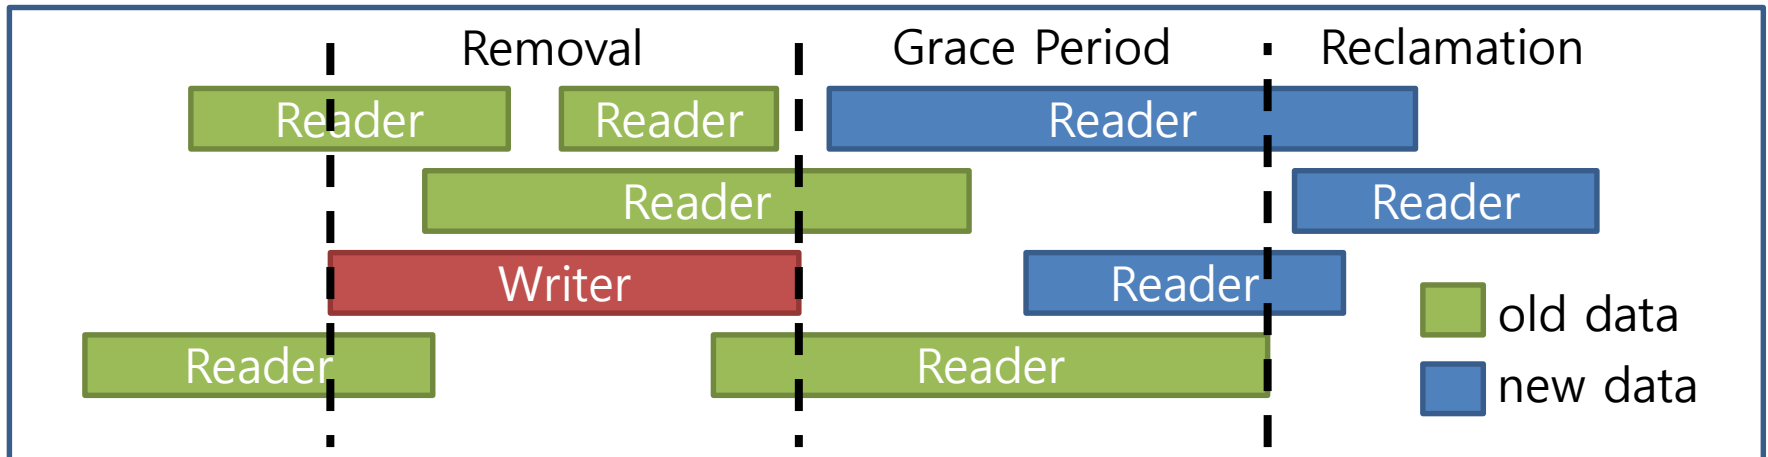 Removal Grace Period Reclamation
Reader Reader Reader
Reader Reader
Writer Reader
Reader Reader
old data
new data